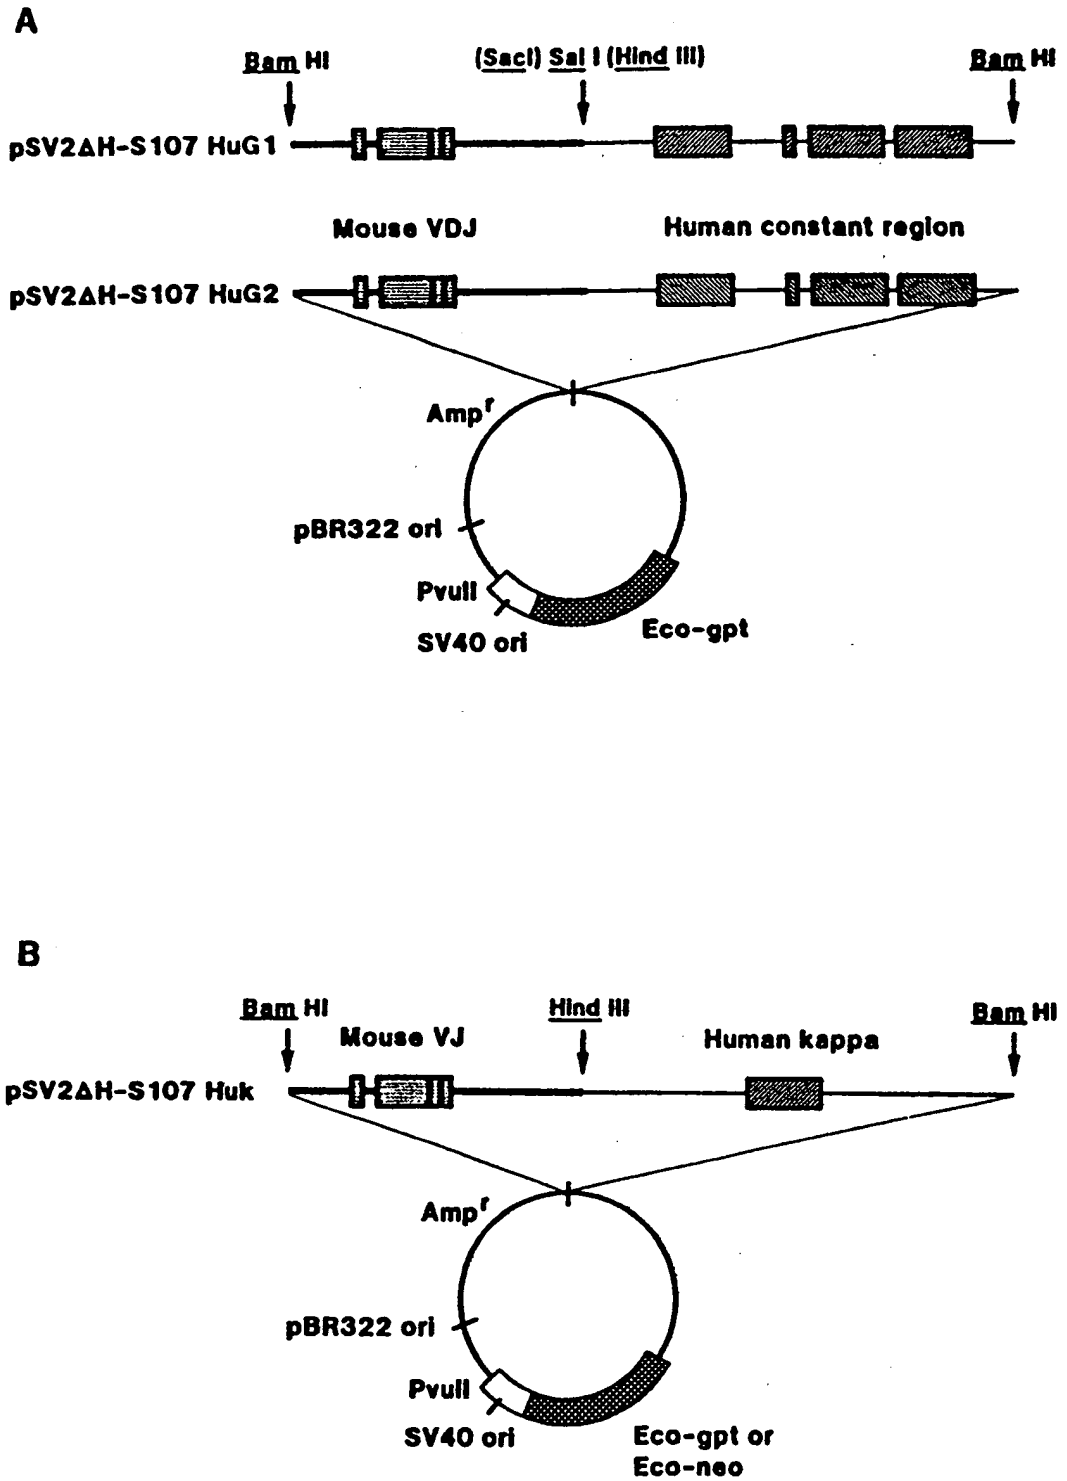 A
Bam HI
(SacI) Sal I (Hind III)
Bam HI
pSV2ΔH-S107 HuG1
Mouse VDJ
Human constant region
pSV2ΔH-S107 HuG2
Ampʳ
pBR322 ori
PvuII
SV40 ori
Eco-gpt
B
Bam HI
Hind III
Bam HI
Mouse VJ
Human kappa
pSV2ΔH-S107 Huk
Ampʳ
pBR322 ori
PvuII
SV40 ori
Eco-gpt or
Eco-neo